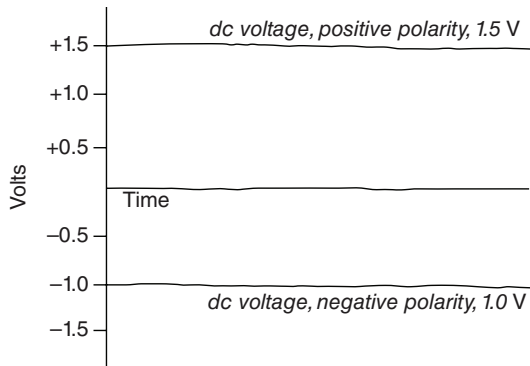 dc voltage, positive polarity, 1.5 V
+1.5
+1.0
+0.5
Volts
Time
−0.5
−1.0
dc voltage, negative polarity, 1.0 V
−1.5